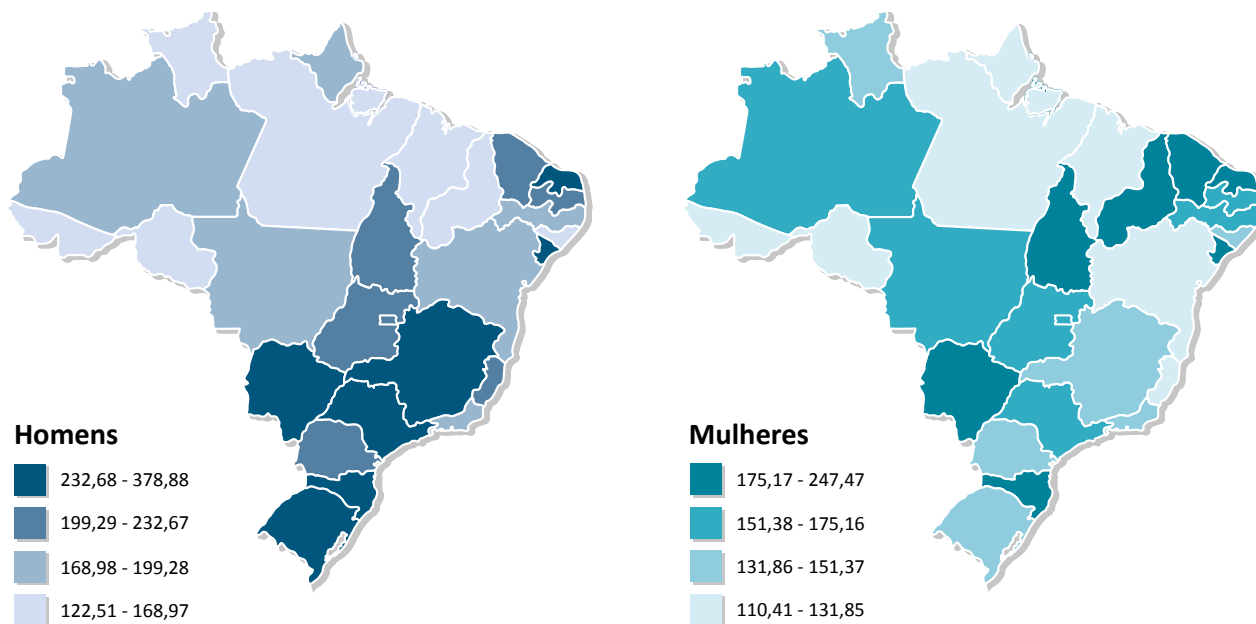 Homens
232,68 - 378,88
199,29 - 232,67
168,98 - 199,28
122,51 - 168,97
Mulheres
175,17 - 247,47
151,38 - 175,16
131,86 - 151,37
110,41 - 131,85